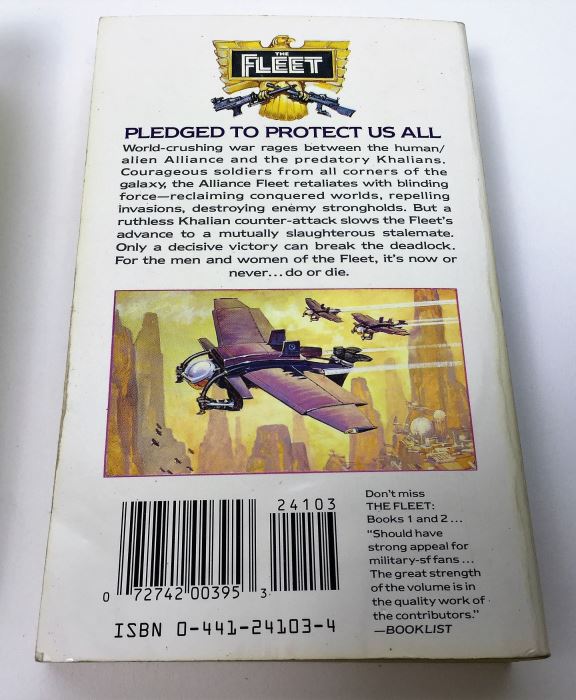 THE
FLEET
PLEDGED TO PROTECT US ALL
World-crushing war rages between the human/
alien Alliance and the predatory Khalians.
Courageous soldiers from all corners of the
galaxy, the Alliance Fleet retaliates with blinding
force—reclaiming conquered worlds, repelling
invasions, destroying enemy strongholds. But a
ruthless Khalian counter-attack slows the Fleet's
advance to a mutually slaughterous stalemate.
Only a decisive victory can break the deadlock.
For the men and women of the Fleet, it's now or
never...do or die.
24103
0 72742 00395 3
ISBN 0-441-24103-4
Don't miss
THE FLEET:
Books 1 and 2...
"Should have
strong appeal for
military-sf fans...
The great strength
of the volume is in
the quality work of
the contributors."
—BOOKLIST